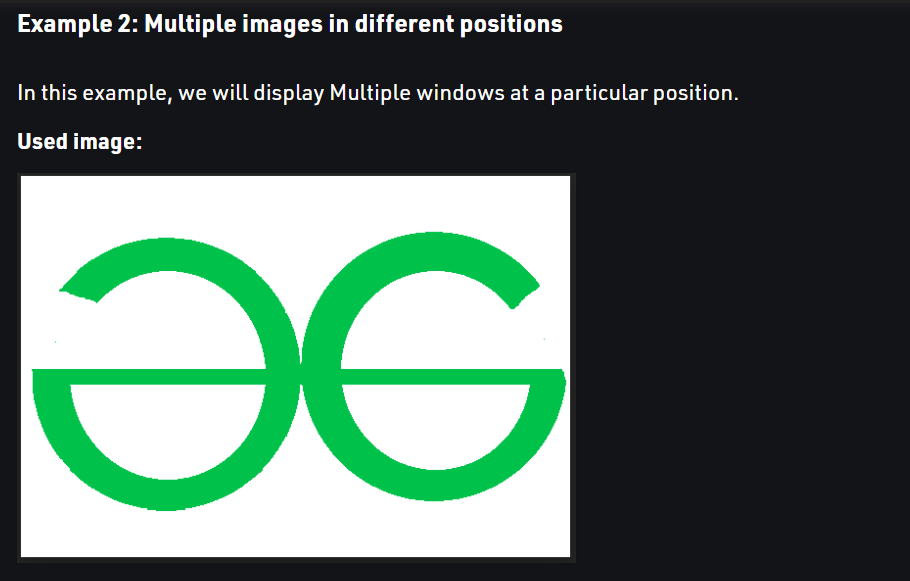 Example 2: Multiple images in different positions
In this example, we will display Multiple windows at a particular position.
Used image: